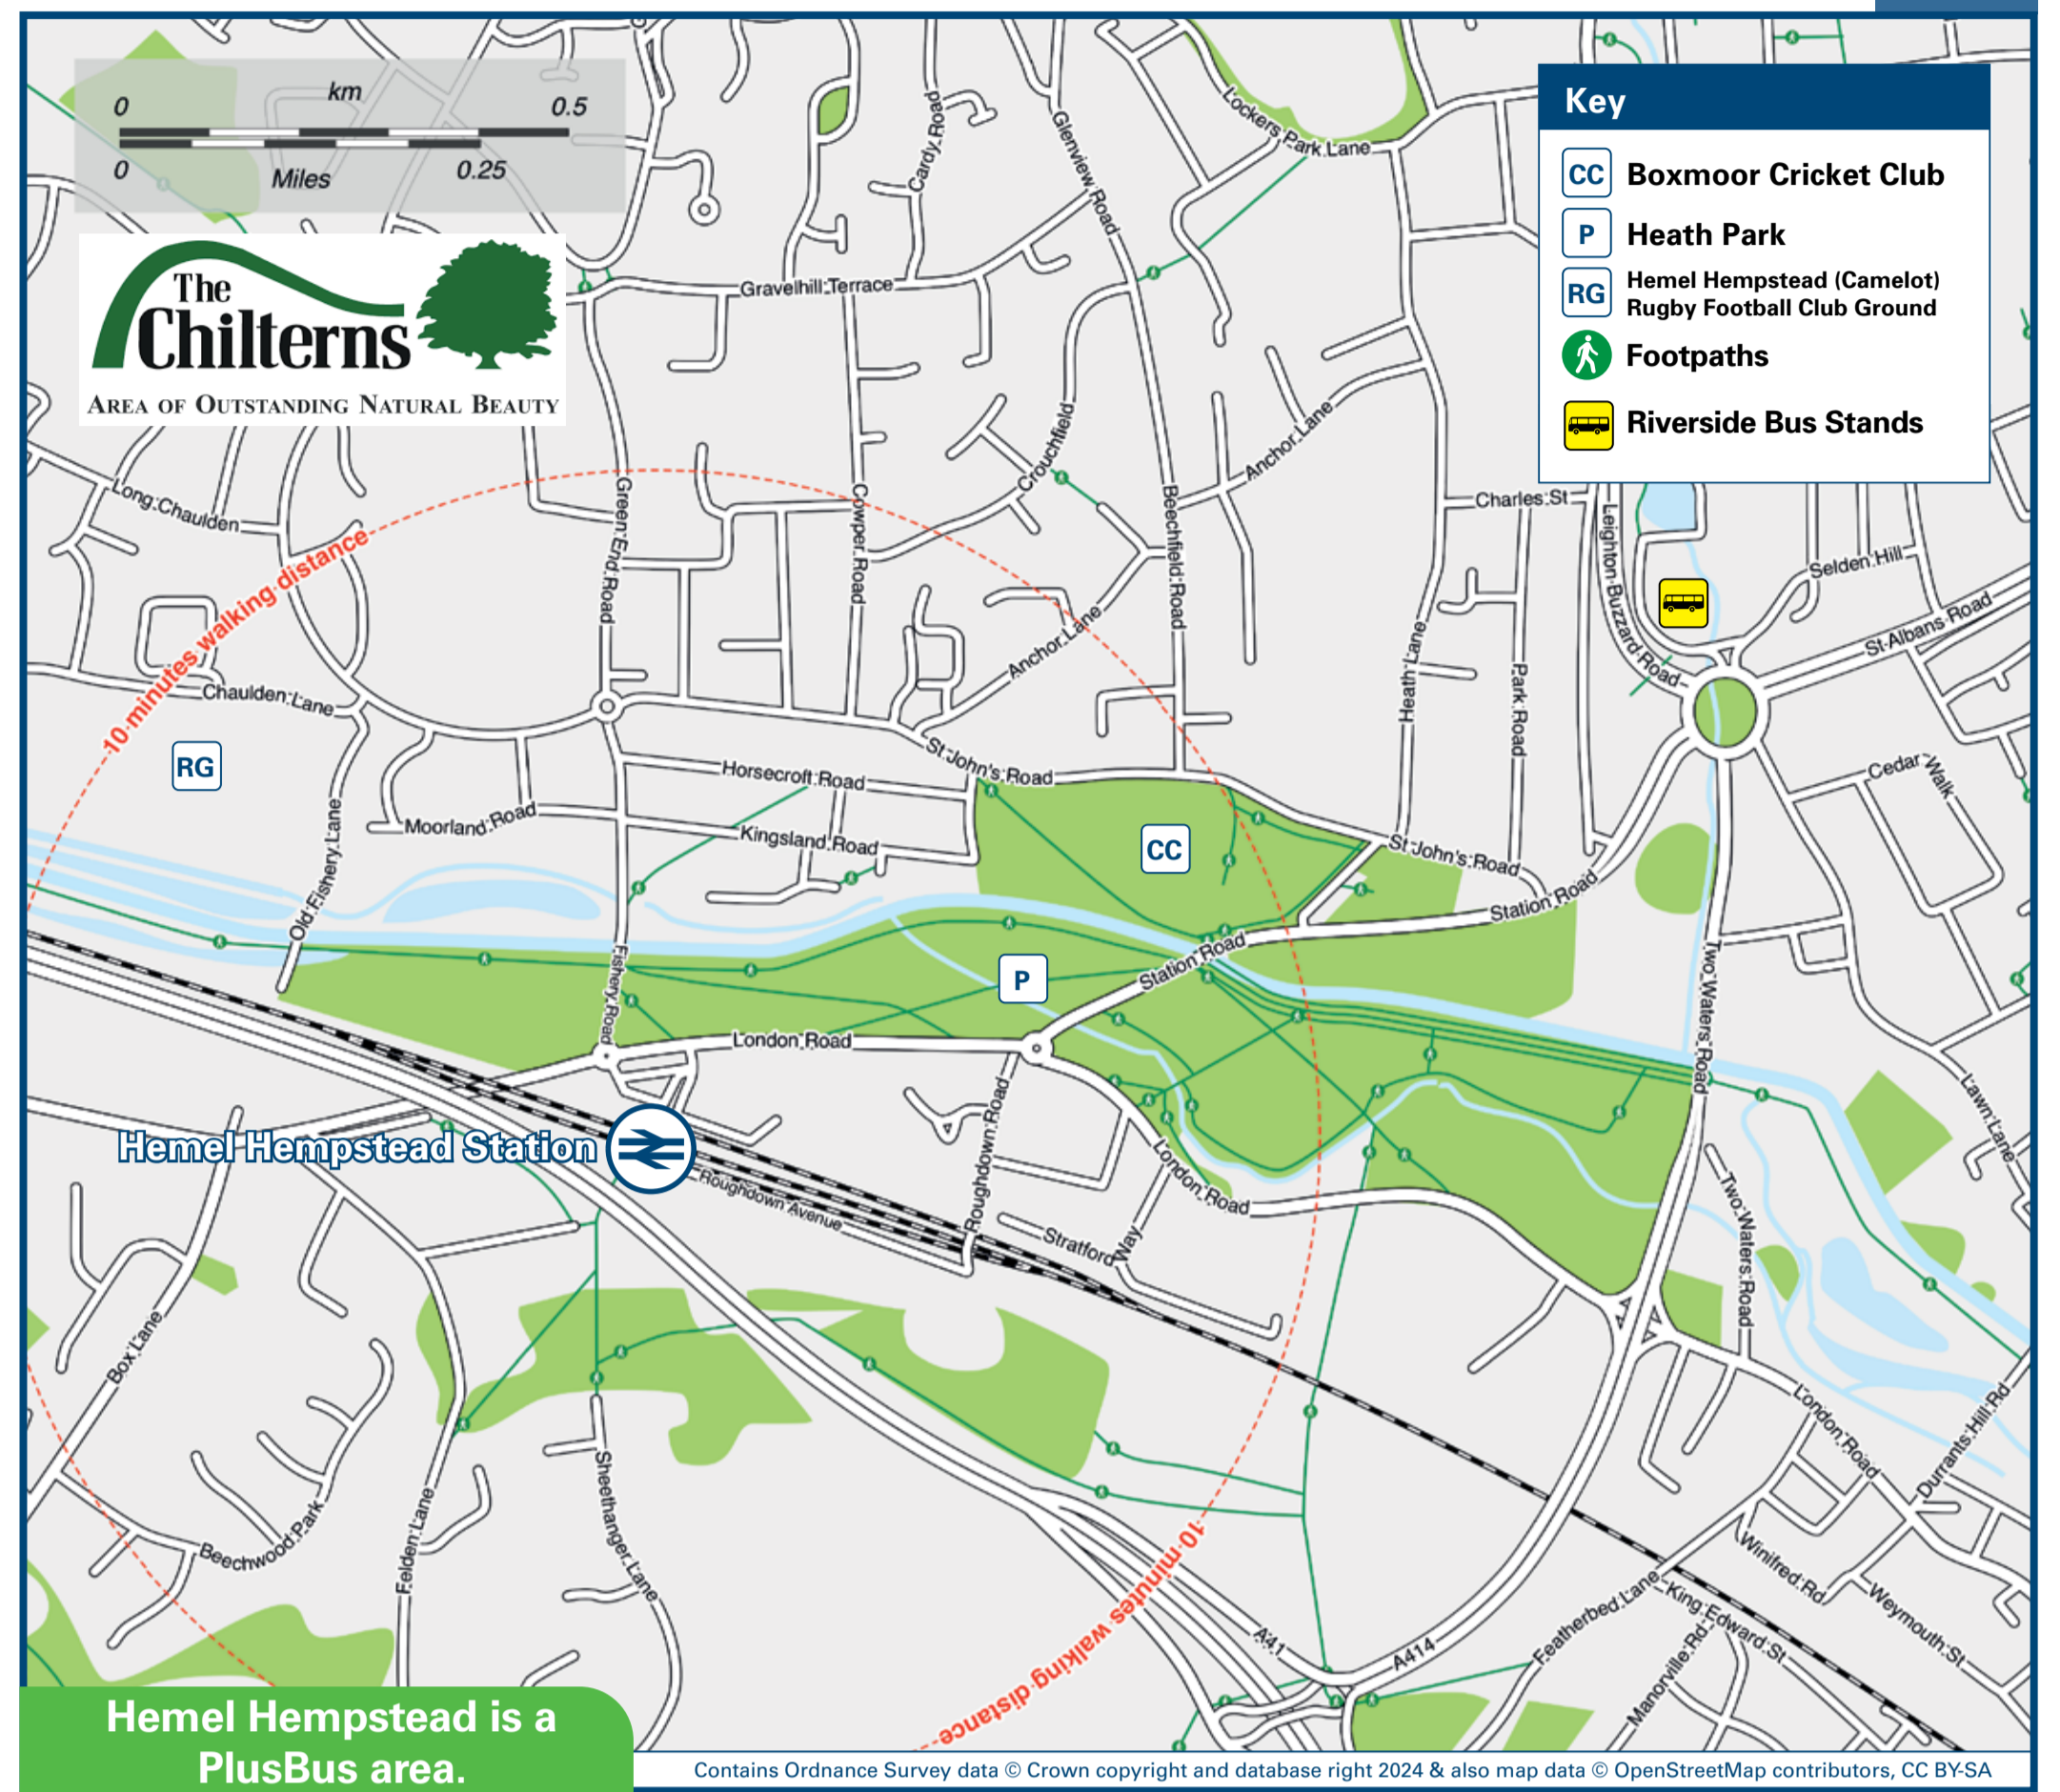 km
0 0.5
0 0.25
Miles
The
Chilterns
AREA OF OUTSTANDING NATURAL BEAUTY
Key
CC Boxmoor Cricket Club
P Heath Park
RG Hemel Hempstead (Camelot)
Rugby Football Club Ground
Footpaths
Riverside Bus Stands
Lockers Park Lane
Cardy Road
Glenview Road
Gravelhill Terrace
Crouchfield
Anchor Lane
Long Chaulden
Green End Road
Cowper Road
Beechfield Road
Charles St
Leighton Buzzard Road
Selden Hill
St Albans Road
10 minutes walking distance
Anchor Lane
Heath Lane
Park Road
Chaulden Lane
RG
St John's Road
Horsecroft Road
Cedar Walk
Moorland Road
Kingsland Road
CC
St John's Road
Old Fishery Lane
Station Road
Fishery Road
P
Station Road
Two Waters Road
London Road
Lawn Lane
Roughdown Road
Hemel Hempstead Station
Roughdown Avenue
London Road
Stratford Way
Two Waters Road
Box Lane
London Road
Durrants Hill Rd
Beechwood Park
Felden Lane
Sheethanger Lane
10 minutes walking distance
A41
A414
Featherbed Lane
Winifred Rd
King Edward St
Weymouth St
Manorville Rd
Hemel Hempstead is a
PlusBus area.
Contains Ordnance Survey data © Crown copyright and database right 2024 & also map data © OpenStreetMap contributors, CC BY-SA